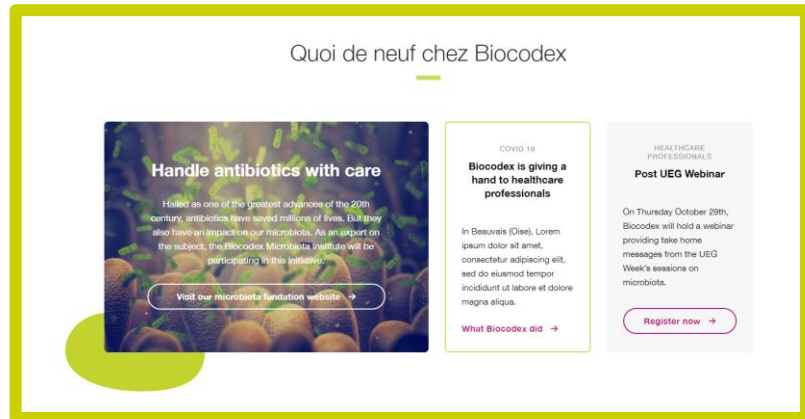 Quoi de neuf chez Biocodex
Handle antibiotics with care
Hailed as one of the greatest advances of the 20th
century, antibiotics have saved millions of lives. But they
also have an impact on our microbiota. As an expert on
the subject, the Biocodex Microbiota Institute will be
participating in this initiative.
Visit our microbiota fundation website →
COVID 19
Biocodex is giving a
hand to healthcare
professionals
In Beauvais (Oise), Lorem
ipsum dolor sit amet,
consectetur adipiscing elit,
sed do eiusmod tempor
incididunt ut labore et dolore
magna aliqua.
What Biocodex did →
HEALTHCARE
PROFESSIONALS
Post UEG Webinar
On Thursday October 29th,
Biocodex will hold a webinar
providing take home
messages from the UEG
Week's sessions on
microbiota.
Register now →